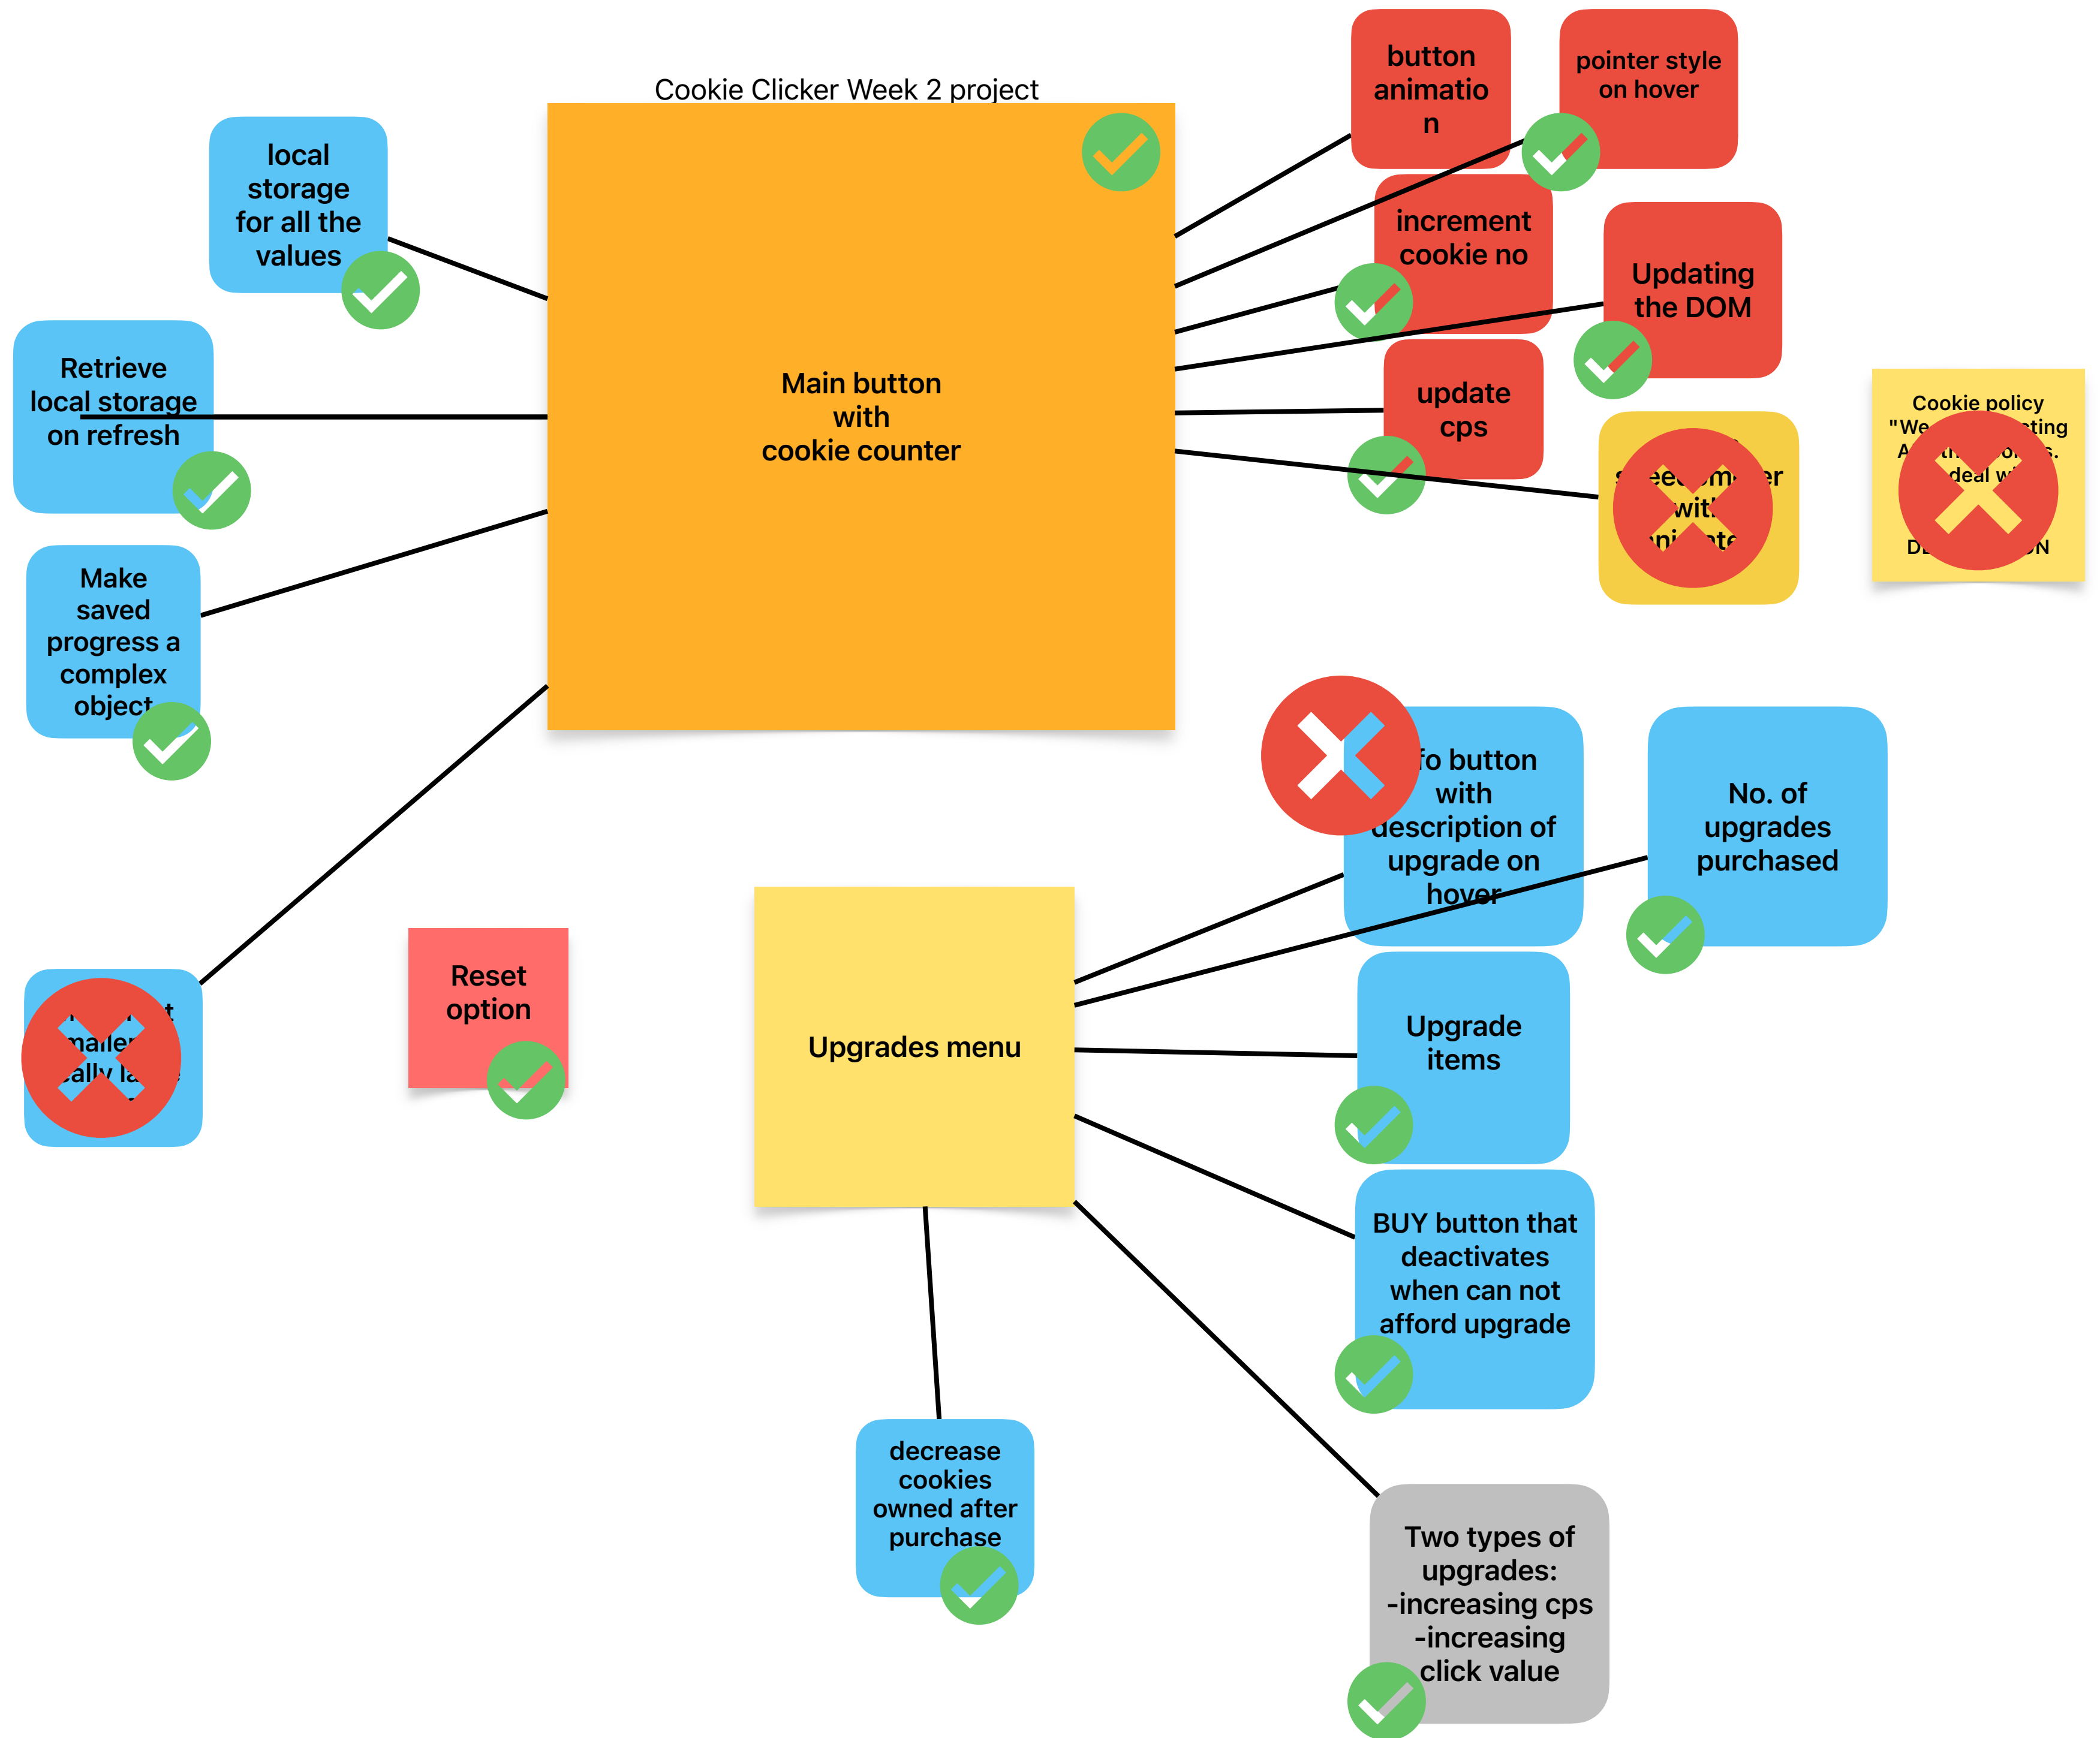 Cookie Clicker Week 2 project
local
storage
for all the
values
Retrieve
local storage
on refresh
Make
saved
progress a
complex
object
Main button
with
cookie counter
button
animatio
n
pointer style
on hover
increment
cookie no
Updating
the DOM
update
cps
with
Cookie policy
"We
deal
button
with
description of
upgrade on
hover
No. of
upgrades
purchased
Reset
option
Upgrades menu
Upgrade
items
BUY button that
deactivates
when can not
afford upgrade
decrease
cookies
owned after
purchase
Two types of
upgrades:
-increasing cps
-increasing
click value